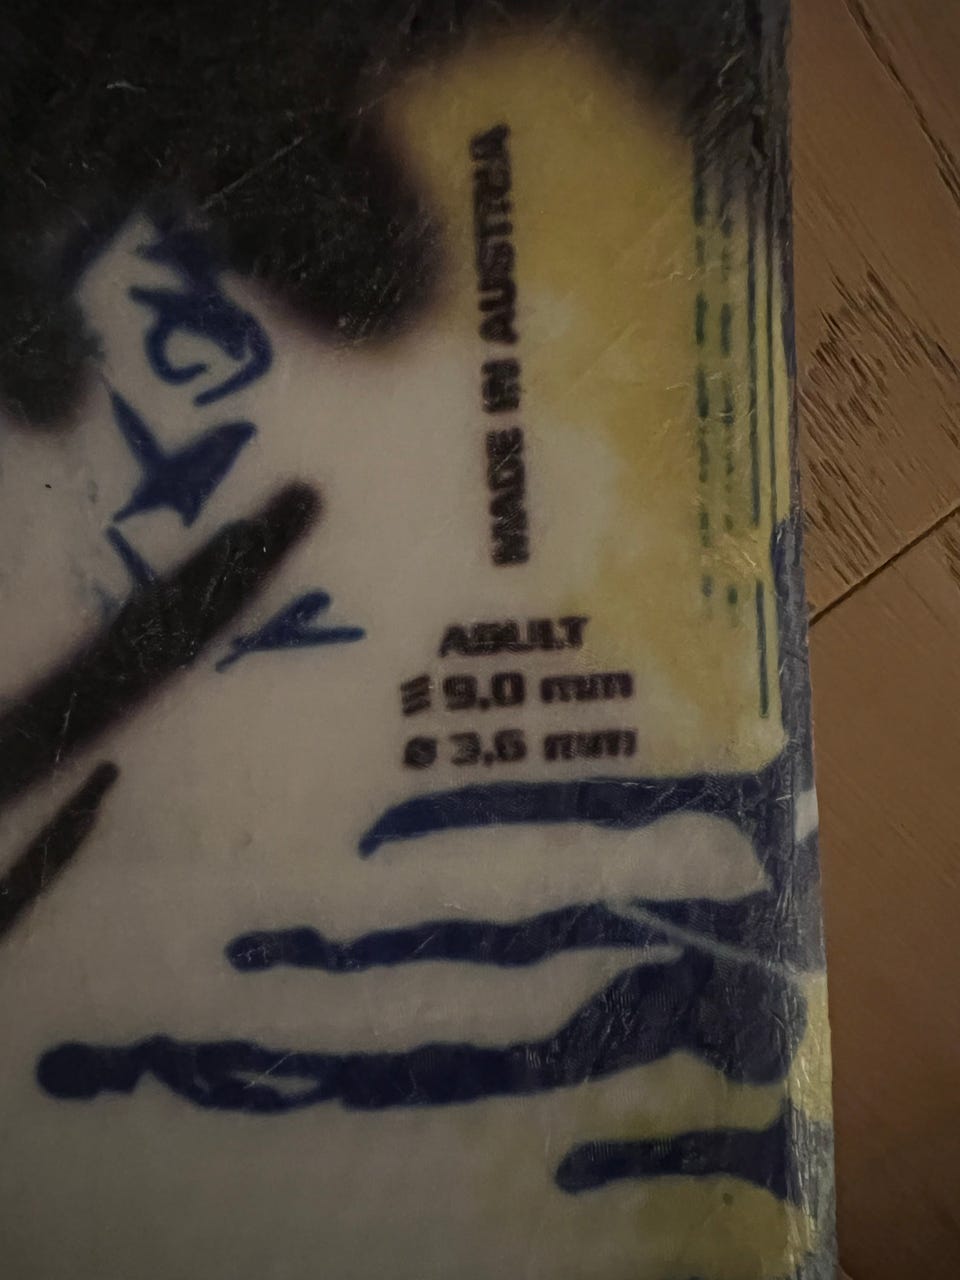 MADE IN AUSTRIA
ADULT
≡ 9,0 mm
ø 3,6 mm